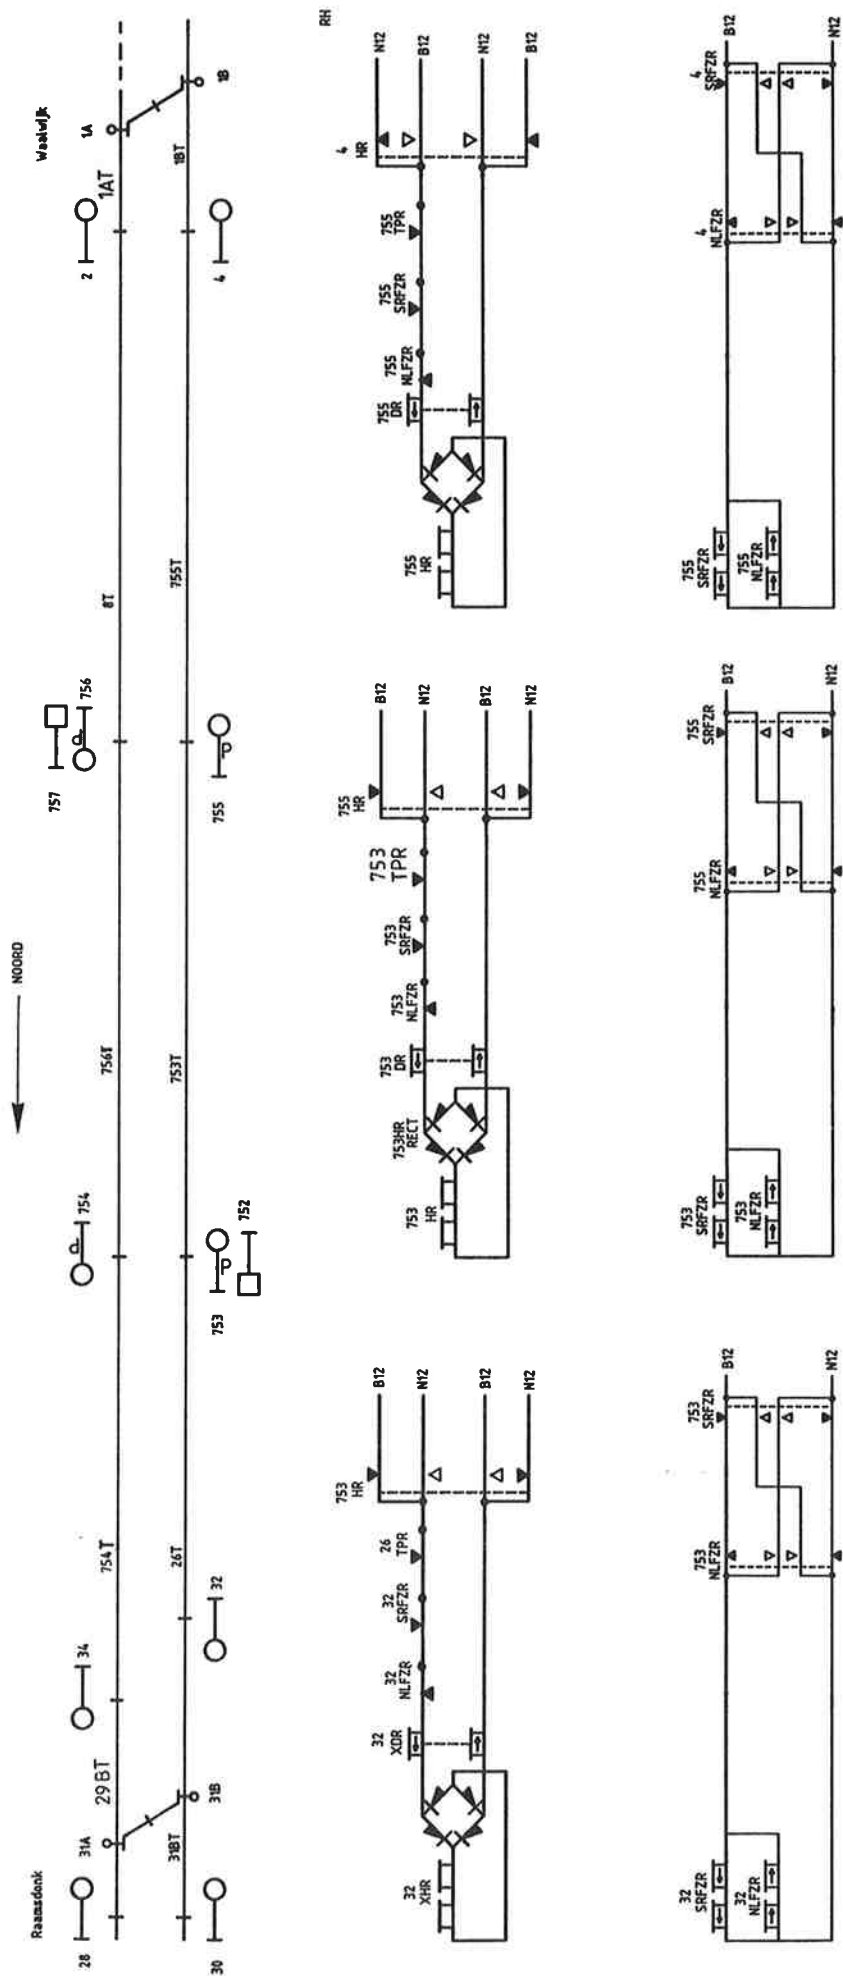 NOORD
Raamsdonk
Waalwijk
757
28
31A
34
754
756
2
1A
29BT
754T
756T
8T
1AT
31BT
26T
753T
755T
1BT
30
31B
32
753
752
755
4
1B
RH
32
XHR
32
XDR
32
NLFZR
32
SRFZR
26
TPR
753
HR
B12
N12
B12
N12
753
HR
753HR
RECT
753
DR
753
NLFZR
753
SRFZR
753
TPR
755
HR
B12
N12
B12
N12
755
HR
755
DR
755
NLFZR
755
SRFZR
755
TPR
4
HR
N12
B12
N12
B12
32
SRFZR
32
NLFZR
753
NLFZR
753
SRFZR
B12
N12
753
SRFZR
753
NLFZR
755
NLFZR
755
SRFZR
B12
N12
755
SRFZR
755
NLFZR
4
NLFZR
4
SRFZR
B12
N12